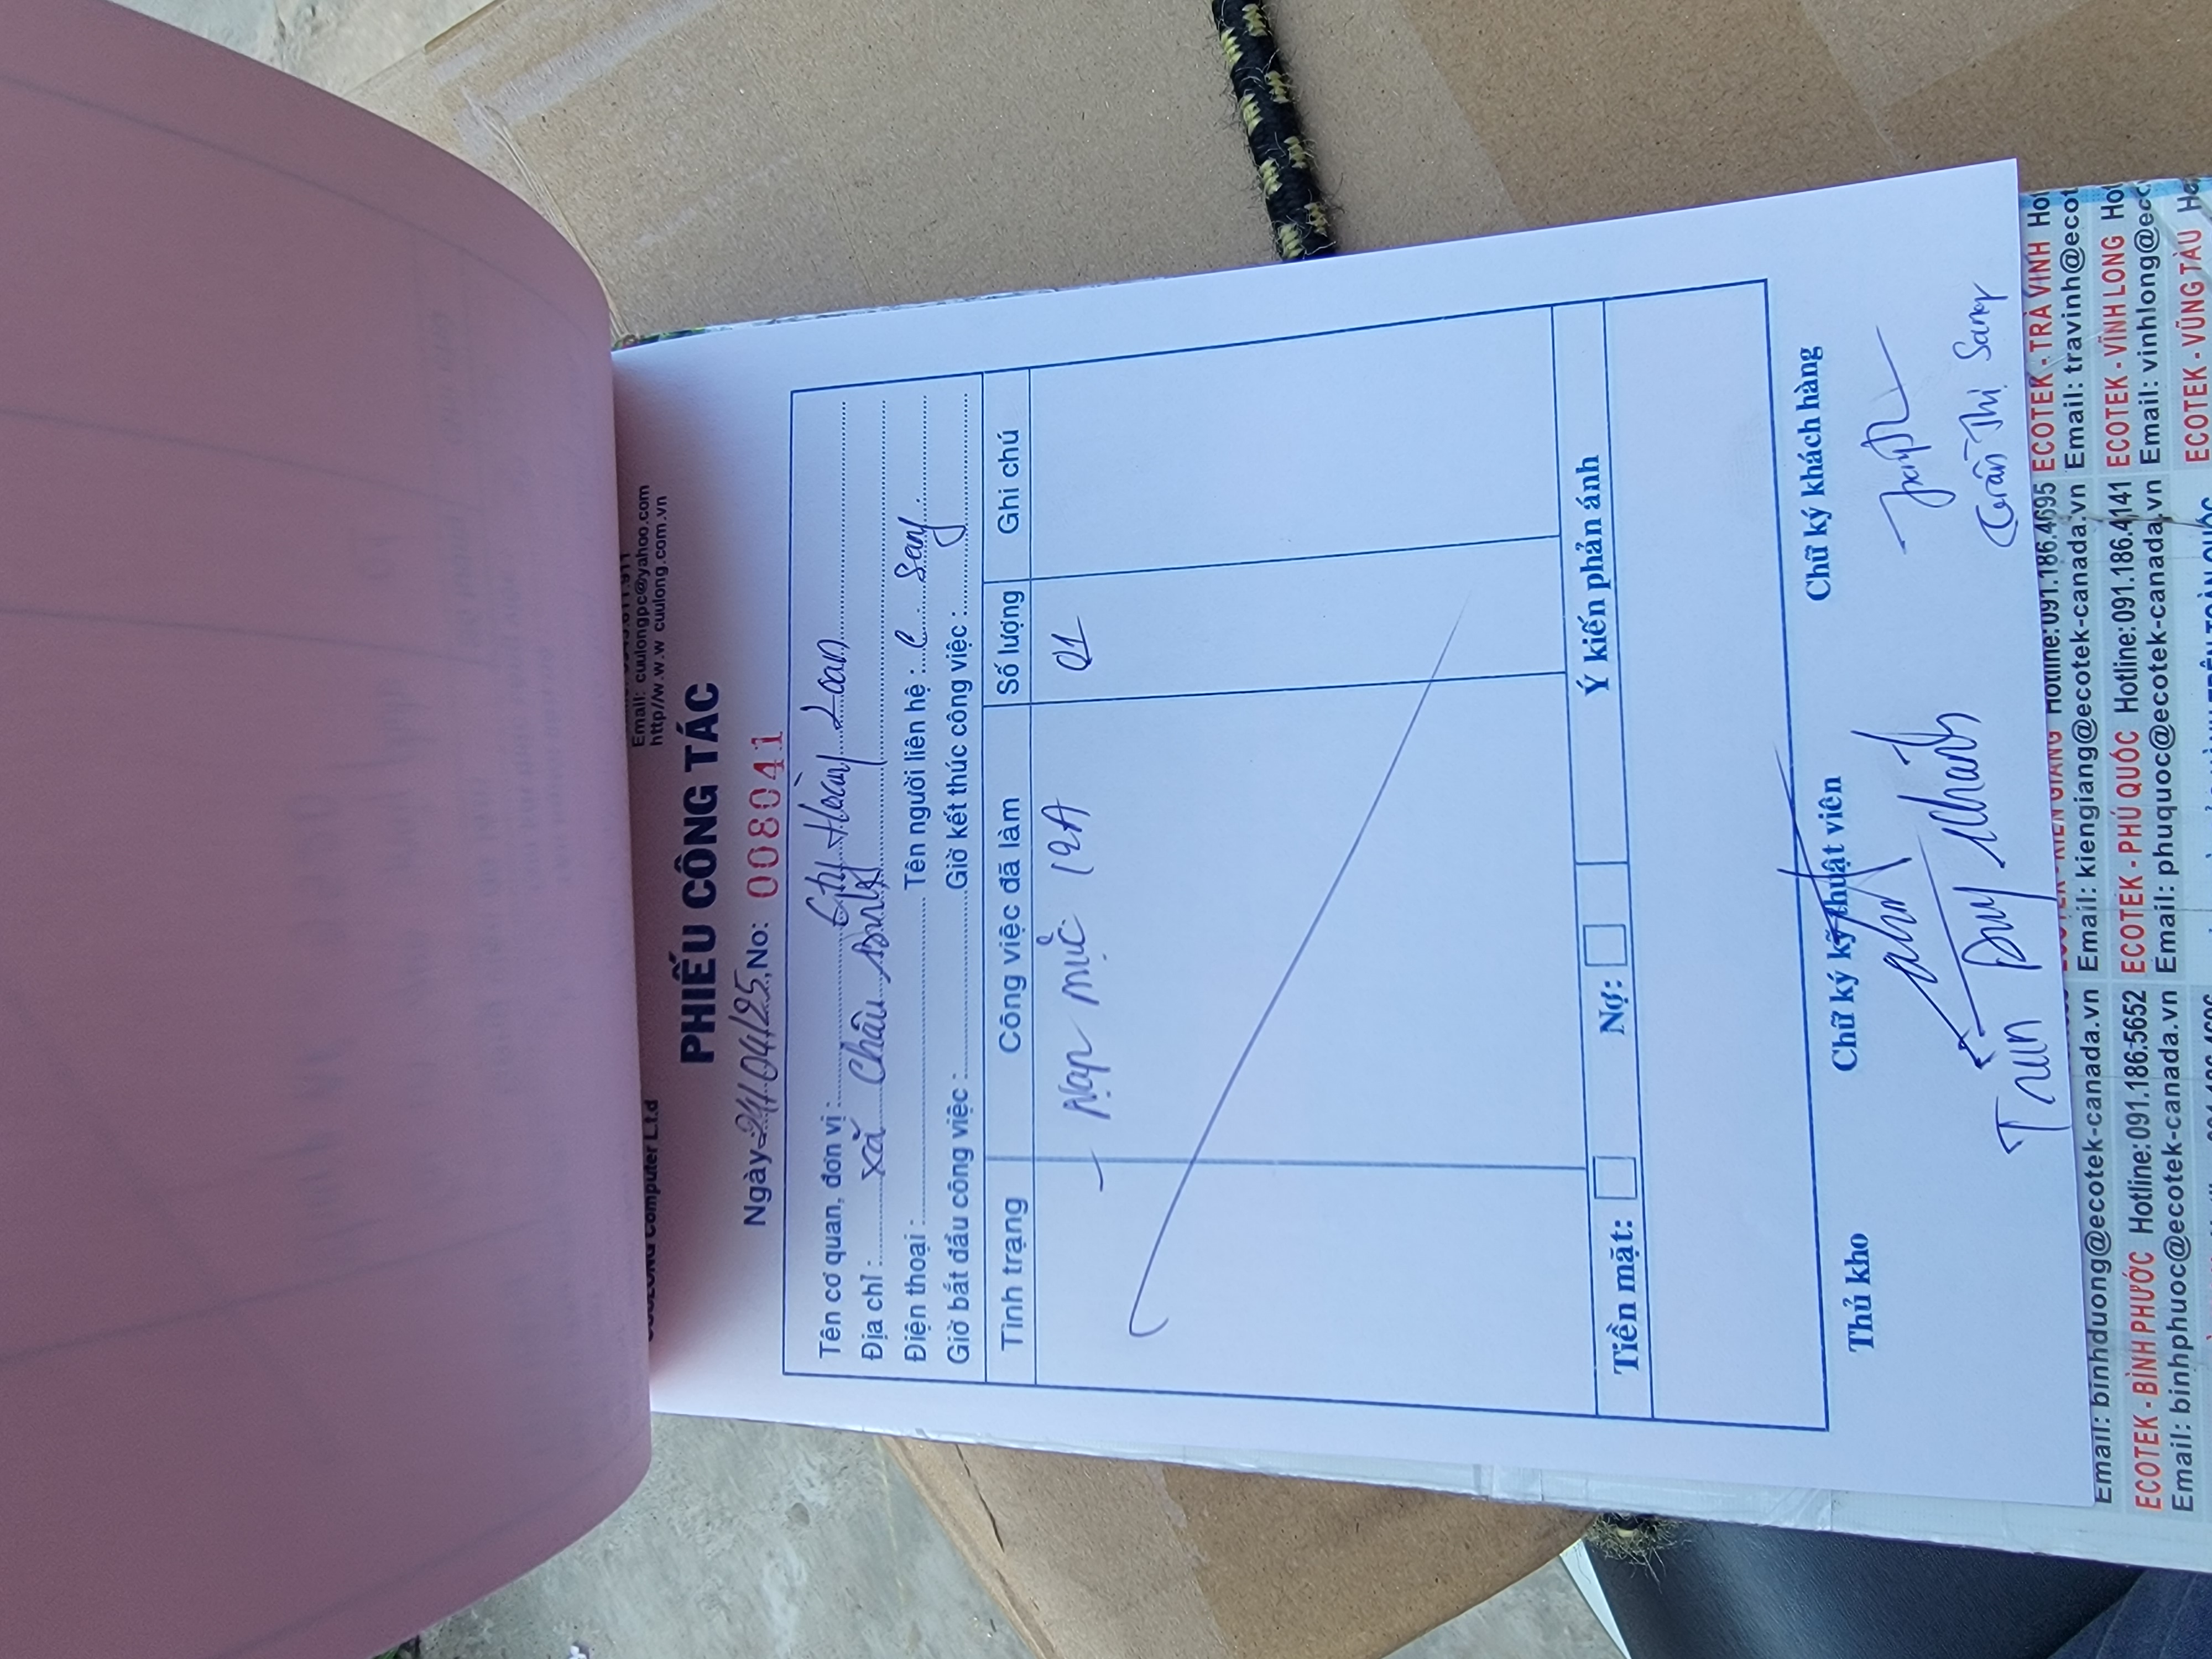 Computer L.t.d
Email: cuulongpc@yahoo.com
http//w.w.w cuulong.com.vn
PHIẾU CÔNG TÁC
Ngày 24/04/25, No: 008041
Tên cơ quan, đơn vị : Cty Hoàng Loan
Địa chỉ : xã Châu
Điện thoại : Tên người liên hệ : C Sang
Giờ bắt đầu công việc : Giờ kết thúc công việc :
Tình trạng Công việc đã làm Số lượng Ghi chú
- Nạp mực 12A 01
Tiền mặt: Nợ: Ý kiến phản ánh
Thủ kho Chữ ký kỹ thuật viên Chữ ký khách hàng
Duy Khanh
Trần Thị Sang
Hotline:091.186.4695 ECOTEK - TRÀ VINH
Email: binhduong@ecotek-canada.vn Email: kiengiang@ecotek-canada.vn Email: travinh@ecot
ECOTEK - BÌNH PHƯỚC Hotline:091.186.5652 ECOTEK - PHÚ QUỐC Hotline:091.186.4141 ECOTEK - VĨNH LONG
Email: binhphuoc@ecotek-canada.vn Email: phuquoc@ecotek-canada.vn Email: vinhlong@ec
ECOTEK - VŨNG TÀU